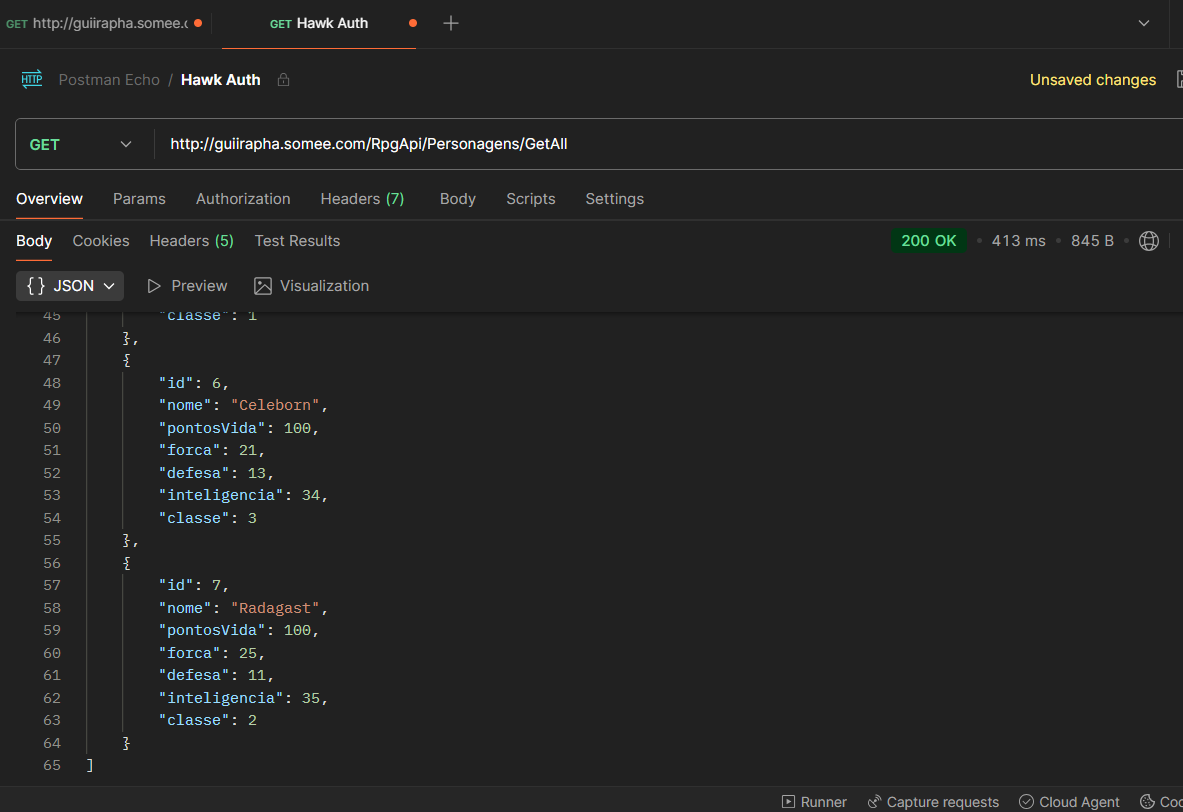 GET http://guiirapha.somee.c GET Hawk Auth
HTTP Postman Echo / Hawk Auth Unsaved changes
GET http://guiirapha.somee.com/RpgApi/Personagens/GetAll
Overview Params Authorization Headers (7) Body Scripts Settings
Body Cookies Headers (5) Test Results 200 OK • 413 ms • 845 B •
{} JSON Preview Visualization
45 "classe": 1
46 },
47 {
48 "id": 6,
49 "nome": "Celeborn",
50 "pontosVida": 100,
51 "forca": 21,
52 "defesa": 13,
53 "inteligencia": 34,
54 "classe": 3
55 },
56 {
57 "id": 7,
58 "nome": "Radagast",
59 "pontosVida": 100,
60 "forca": 25,
61 "defesa": 11,
62 "inteligencia": 35,
63 "classe": 2
64 }
65 ]
Runner Capture requests Cloud Agent